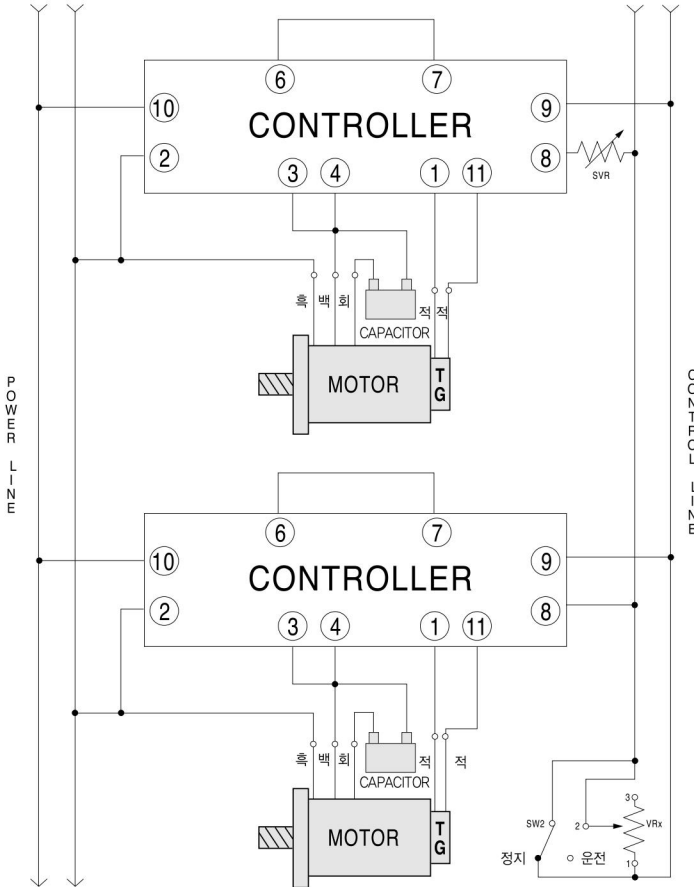 ⑥ ⑦
⑩ CONTROLLER ⑨
② ⑧
SVR
③ ④ ① ⑪
흑 백 회 적 적
CAPACITOR
MOTOR TG
POWER LINE
CONTROL LINE
⑥ ⑦
⑩ CONTROLLER ⑨
② ⑧
③ ④ ① ⑪
흑 백 회 적 적
CAPACITOR
MOTOR TG
SW2 2 3 VRx
정지 운전 1